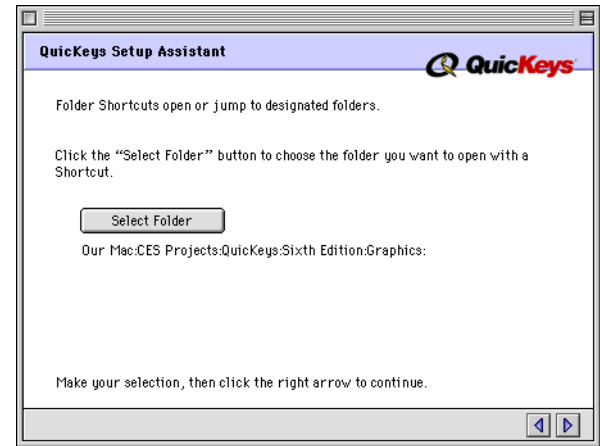 QuicKeys Setup Assistant
QuicKeys
Folder Shortcuts open or jump to designated folders.
Click the “Select Folder” button to choose the folder you want to open with a
Shortcut.
Select Folder
Our Mac:CES Projects:QuicKeys:Sixth Edition:Graphics:
Make your selection, then click the right arrow to continue.